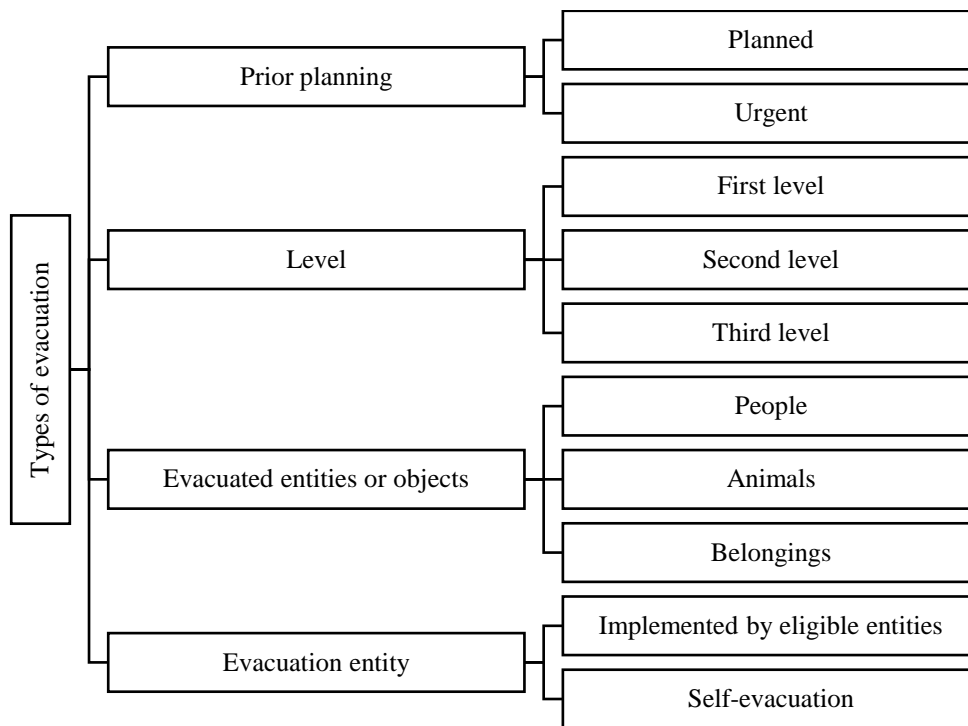 Types of evacuation
Prior planning
Planned
Urgent
Level
First level
Second level
Third level
Evacuated entities or objects
People
Animals
Belongings
Evacuation entity
Implemented by eligible entities
Self-evacuation